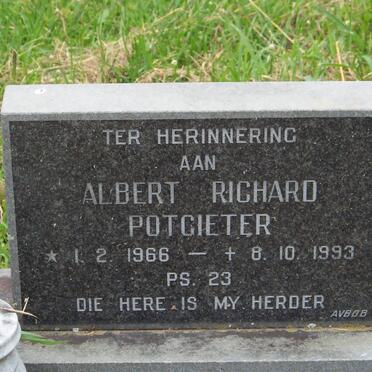 TER HERINNERING
AAN
ALBERT RICHARD
POTGIETER
★ 1. 2. 1966 — + 8. 10. 1993
PS. 23
DIE HERE IS MY HERDER
AVBOB